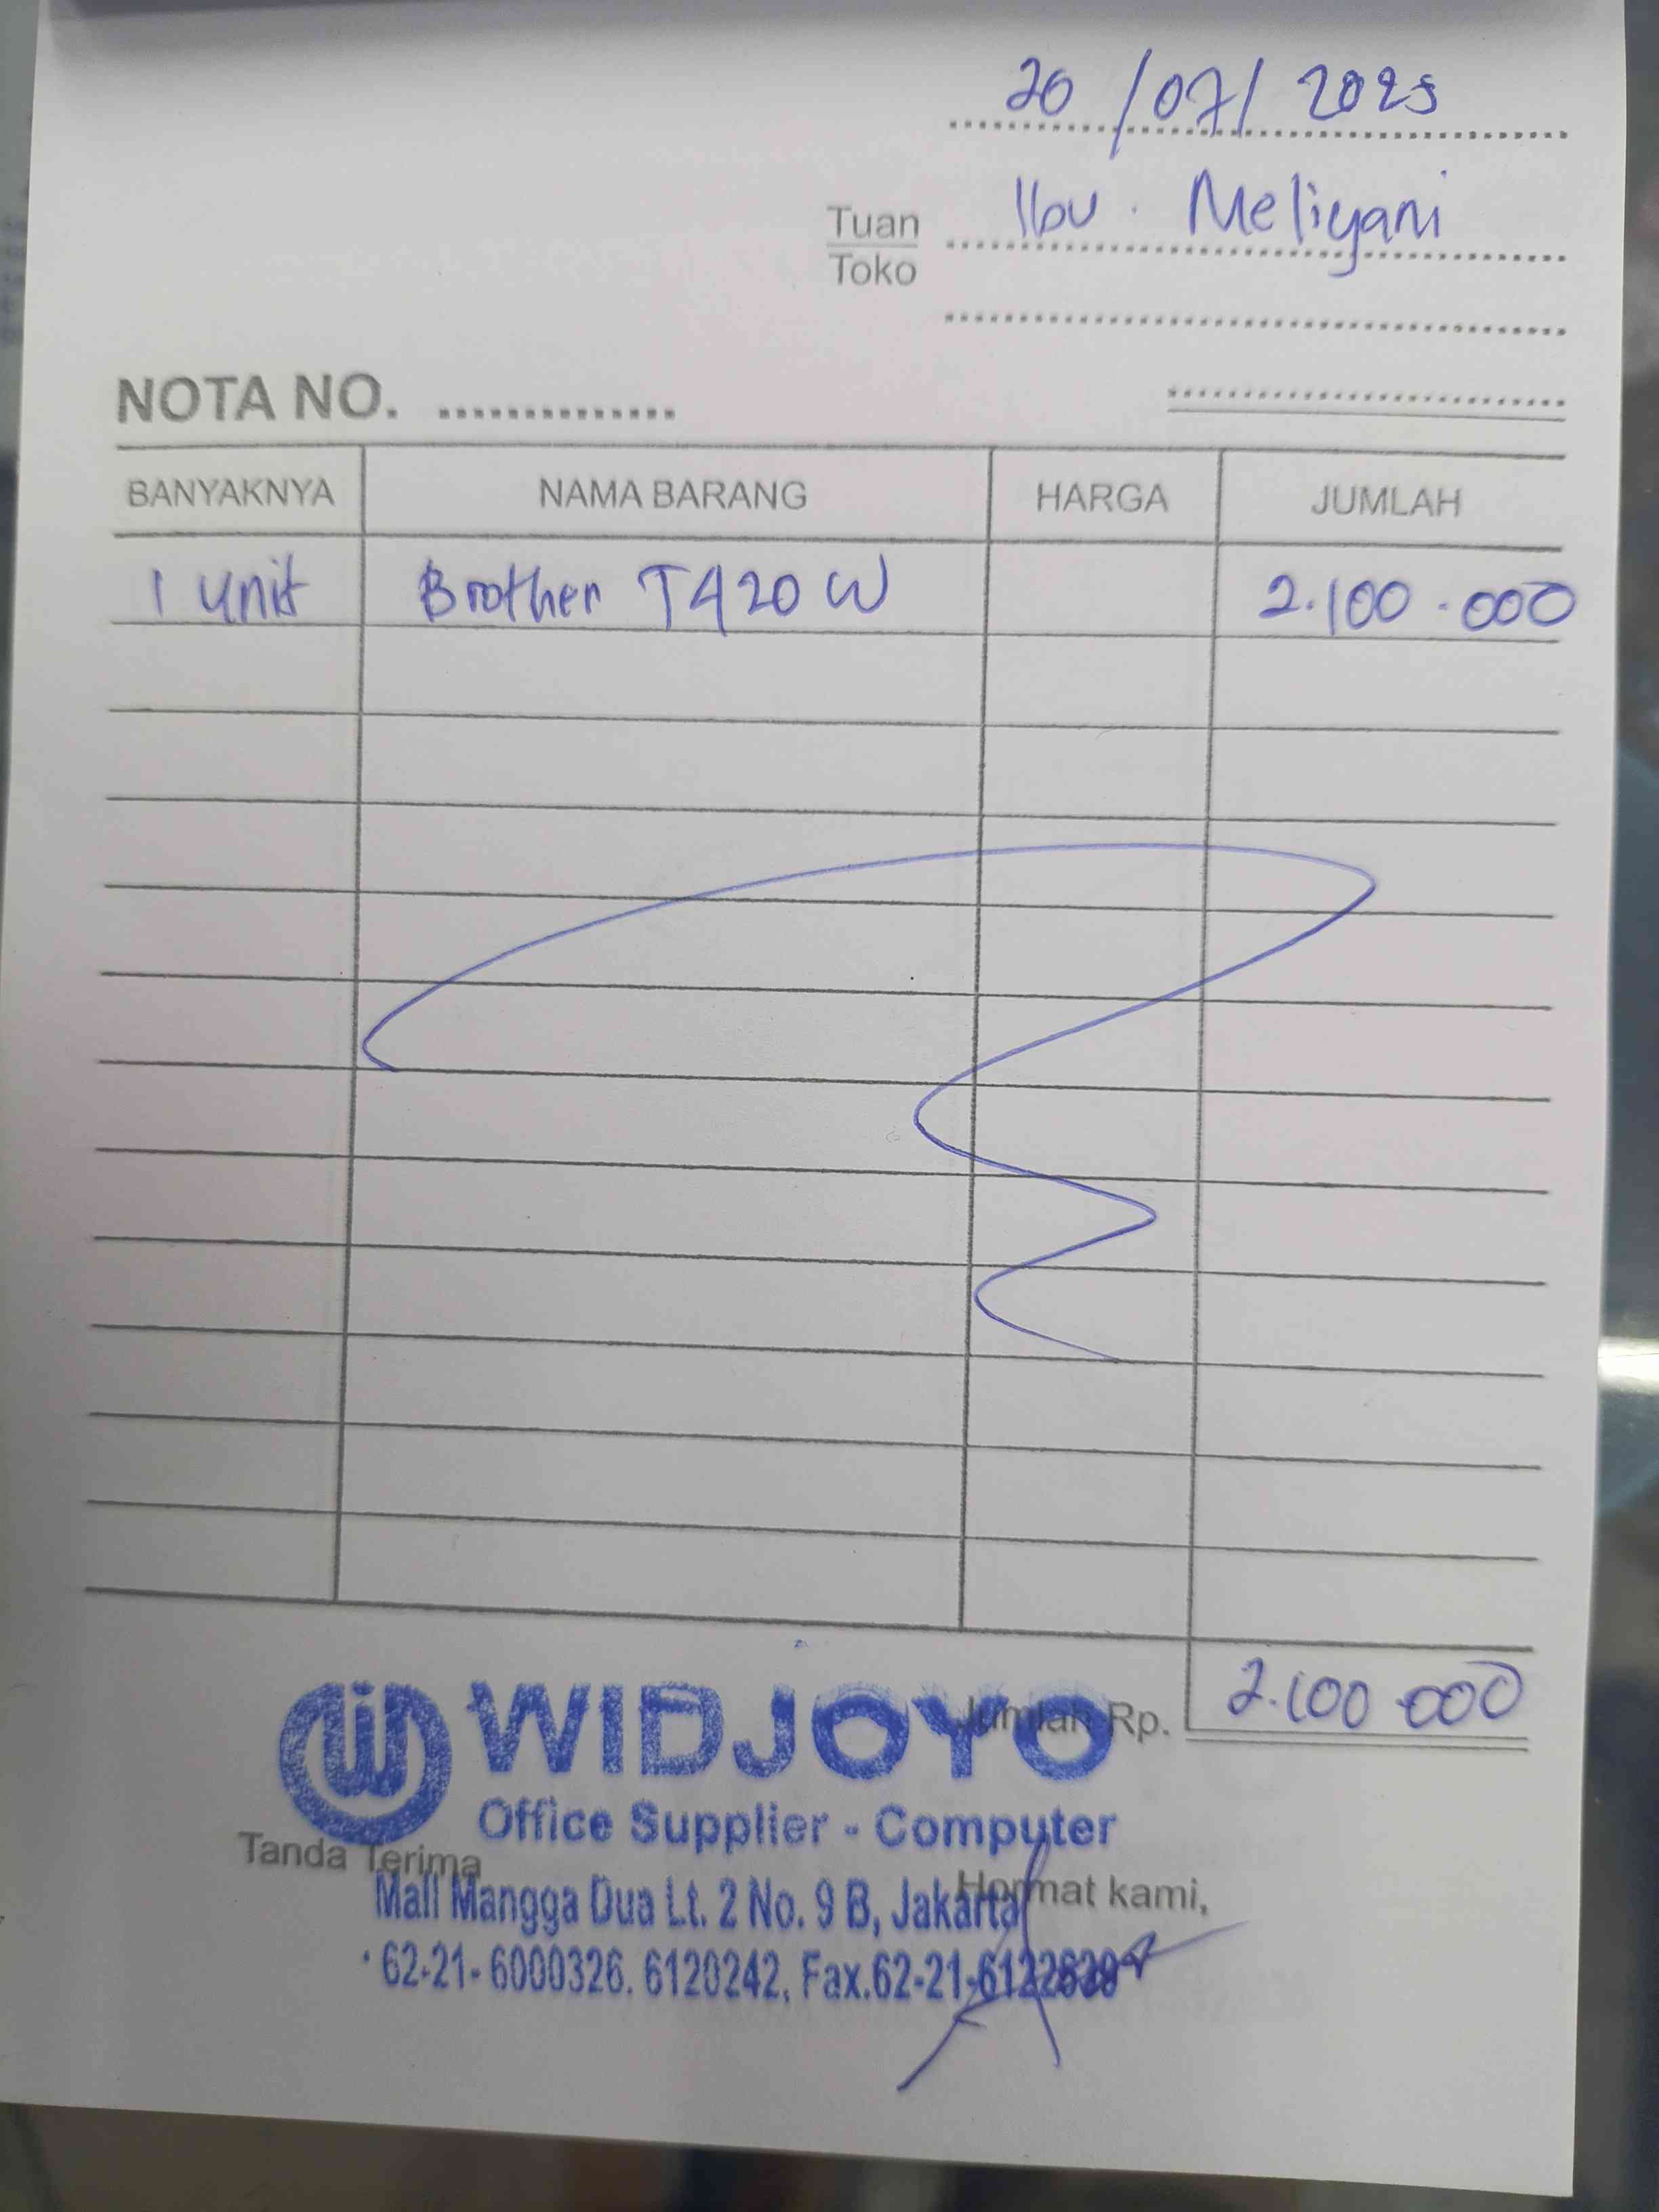 20/07/2025
Tuan Ibu. Meliyani
Toko
NOTA NO.
BANYAKNYA NAMA BARANG HARGA JUMLAH
1 unit Brother T420 W 2.100.000
Jumlah Rp. 2.100.000
WIDJOYO
Office Supplier - Computer
Tanda Terima
Hormat kami,
Mall Mangga Dua Lt. 2 No. 9 B, Jakarta
62-21-6000326. 6120242, Fax.62-21-